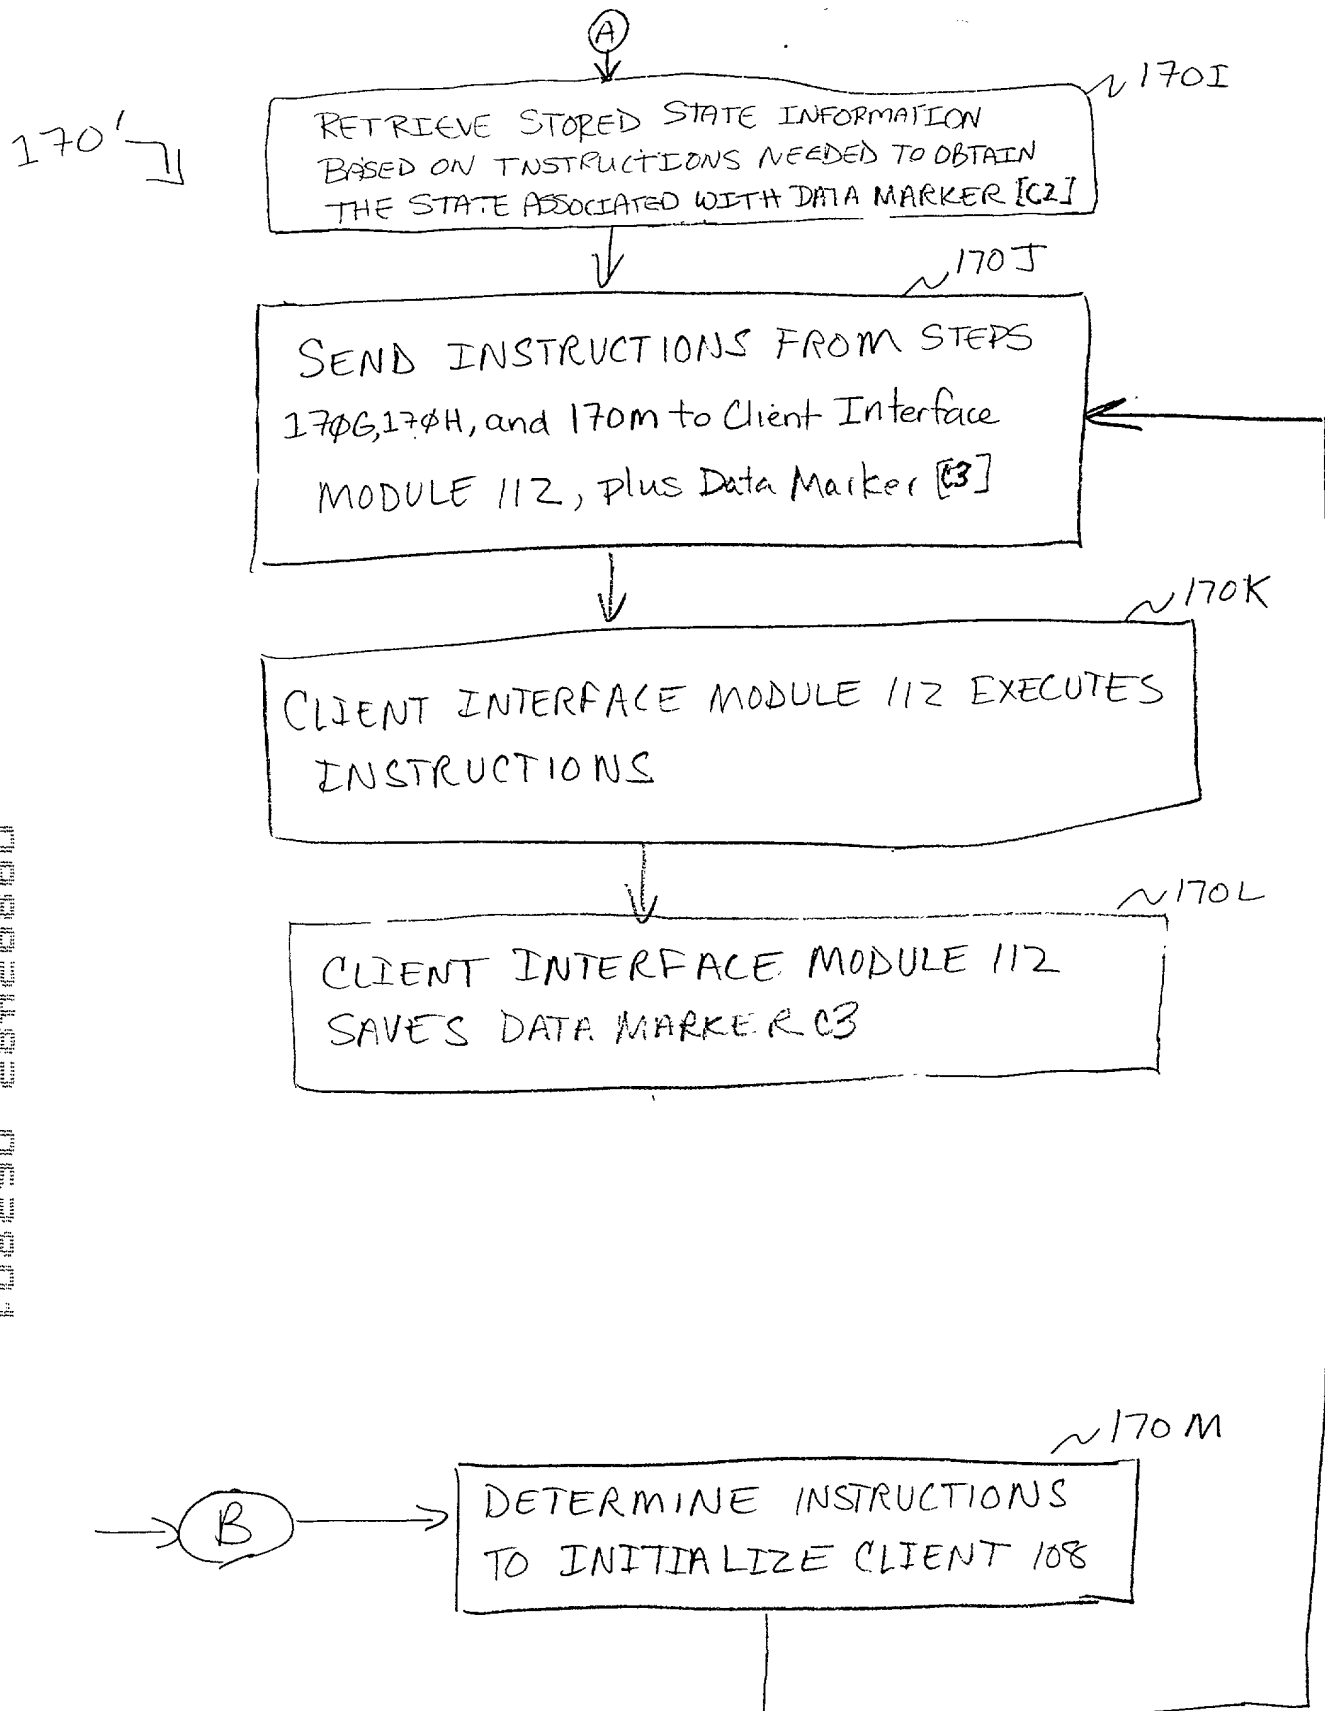 A
170I
170'
RETRIEVE STORED STATE INFORMATION
BASED ON INSTRUCTIONS NEEDED TO OBTAIN
THE STATE ASSOCIATED WITH DATA MARKER [C2]
170J
SEND INSTRUCTIONS FROM STEPS
170G, 170H, and 170M to Client Interface
MODULE 112, plus Data Marker [C3]
170K
CLIENT INTERFACE MODULE 112 EXECUTES
INSTRUCTIONS
170L
CLIENT INTERFACE MODULE 112
SAVES DATA MARKER C3
170M
B
DETERMINE INSTRUCTIONS
TO INITIALIZE CLIENT 108